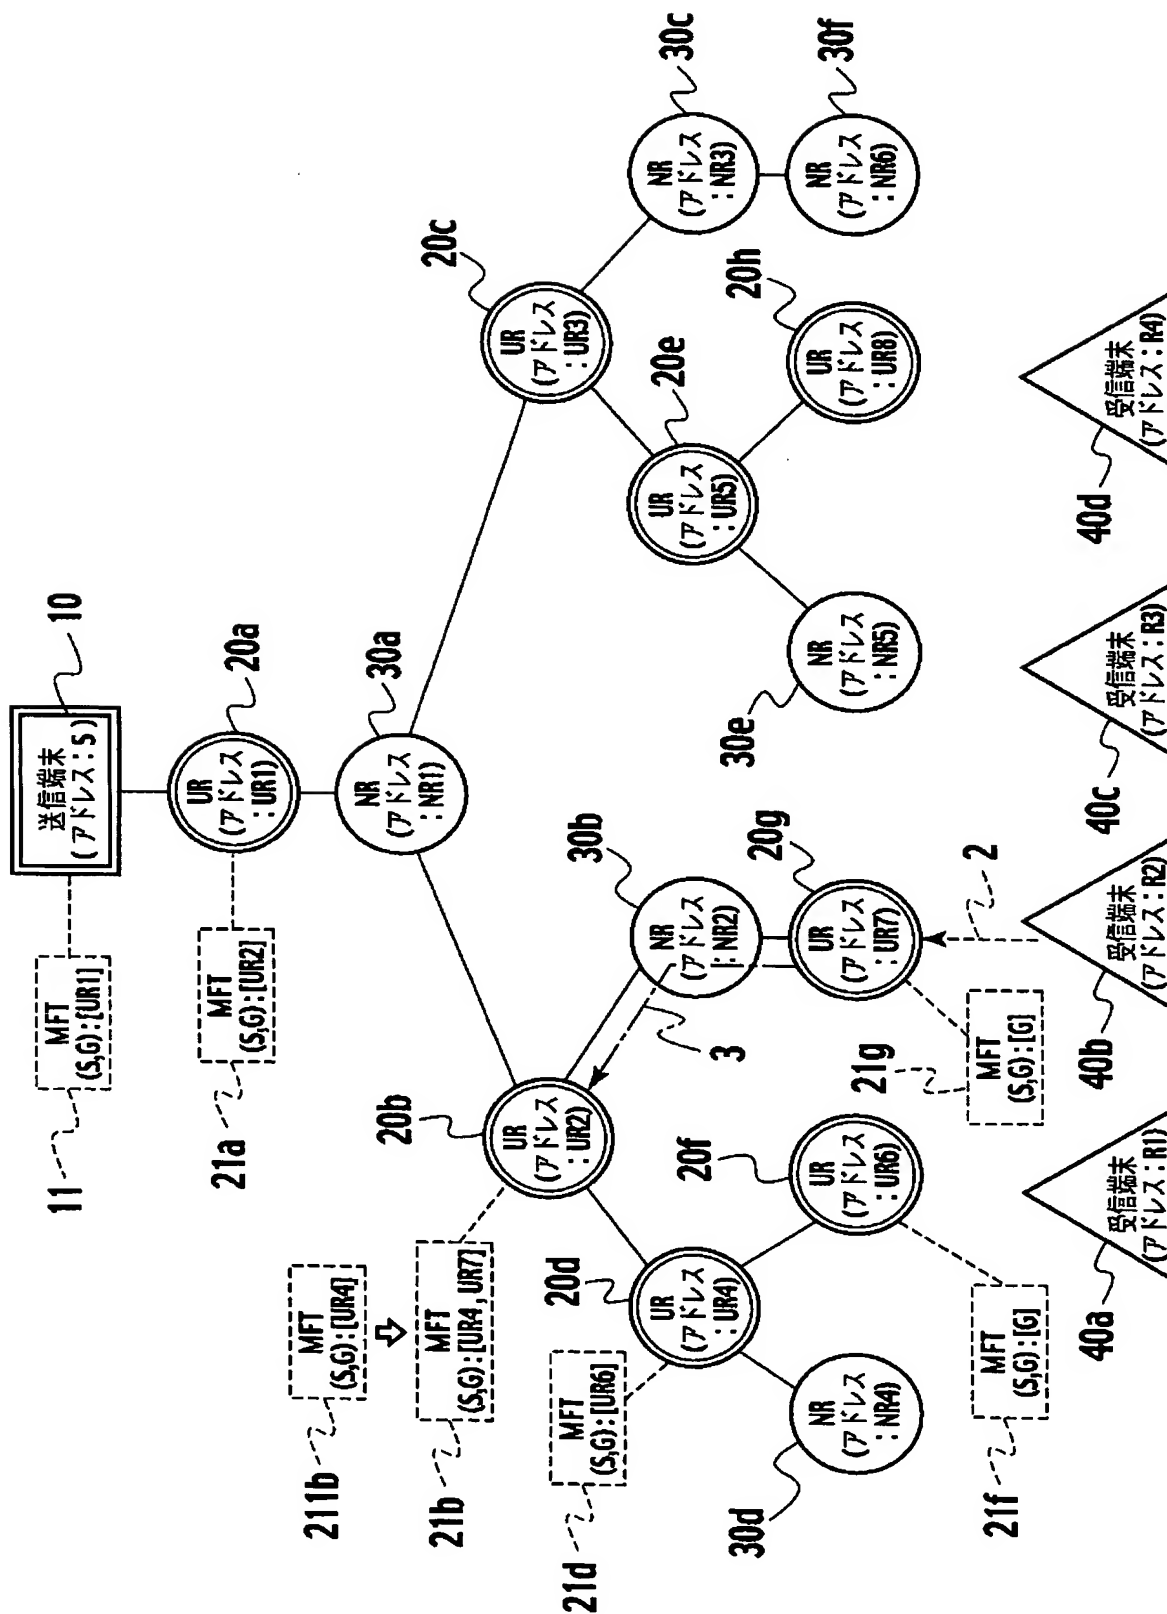 送信端末
(アドレス:S)
10
MFT
(S,G):[UR1]
11
UR
(アドレス
:UR1)
20a
MFT
(S,G):[UR2]
21a
NR
(アドレス
:NR1)
30a
MFT
(S,G):[UR4]
211b
MFT
(S,G):[UR4,UR7]
21b
UR
(アドレス
:UR2)
20b
UR
(アドレス
:UR3)
20c
MFT
(S,G):[UR6]
21d
UR
(アドレス
:UR4)
20d
3
NR
(アドレス
:NR2)
30b
UR
(アドレス
:UR5)
20e
NR
(アドレス
:NR3)
30c
NR
(アドレス
:NR4)
30d
UR
(アドレス
:UR6)
20f
UR
(アドレス
:UR7)
20g
NR
(アドレス
:NR5)
30e
UR
(アドレス
:UR8)
20h
NR
(アドレス
:NR6)
30f
MFT
(S,G):[G]
21f
MFT
(S,G):[G]
21g
2
受信端末
(アドレス:R1)
40a
受信端末
(アドレス:R2)
40b
受信端末
(アドレス:R3)
40c
受信端末
(アドレス:R4)
40d